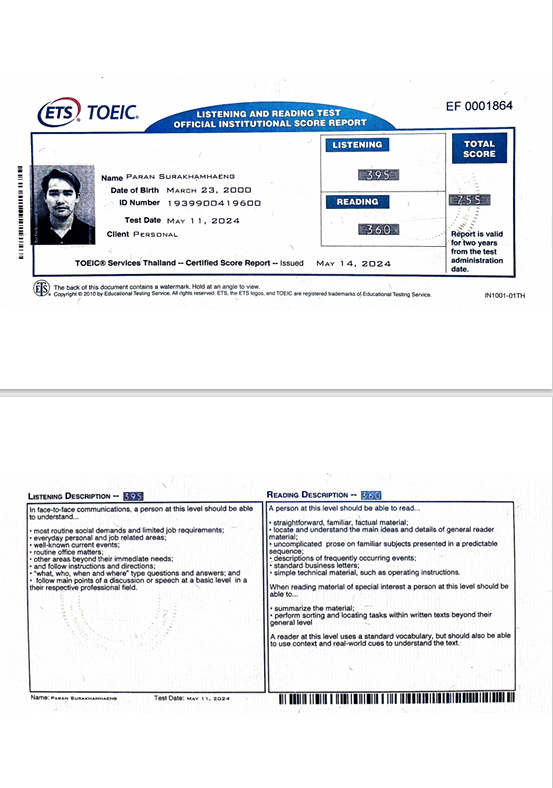 ETS® TOEIC®
LISTENING AND READING TEST
OFFICIAL INSTITUTIONAL SCORE REPORT
EF 0001864
Name PARAN SURAKHAMHAENG
Date of Birth MARCH 23, 2000
ID Number 1939900419600
Test Date MAY 11, 2024
Client PERSONAL
LISTENING
395
READING
360
TOTAL
SCORE
755
Report is valid
for two years
from the test
administration
date.
TOEIC® Services Thailand -- Certified Score Report -- Issued MAY 14, 2024
ETS
The back of this document contains a watermark. Hold at an angle to view.
Copyright © 2010 by Educational Testing Service. All rights reserved. ETS, the ETS logos, and TOEIC are registered trademarks of Educational Testing Service.
IN1001-01TH
LISTENING DESCRIPTION -- 395
In face-to-face communications, a person at this level should be able
to understand...
• most routine social demands and limited job requirements;
• everyday personal and job related areas;
• well-known current events;
• routine office matters;
• other areas beyond their immediate needs;
• and follow instructions and directions;
• "what, who, when and where" type questions and answers; and
• follow main points of a discussion or speech at a basic level in a
their respective professional field.
Name: PARAN SURAKHAMHAENG
Test Date: MAY 11, 2024
READING DESCRIPTION -- 360
A person at this level should be able to read...
• straightforward, familiar, factual material;
• locate and understand the main ideas and details of general reader
material;
• uncomplicated prose on familiar subjects presented in a predictable
sequence;
• descriptions of frequently occurring events;
• standard business letters;
• simple technical material, such as operating instructions.
When reading material of special interest a person at this level should be
able to...
• summarize the material;
• perform sorting and locating tasks within written texts beyond their
general level
A reader at this level uses a standard vocabulary, but should also be able
to use context and real-world cues to understand the text.